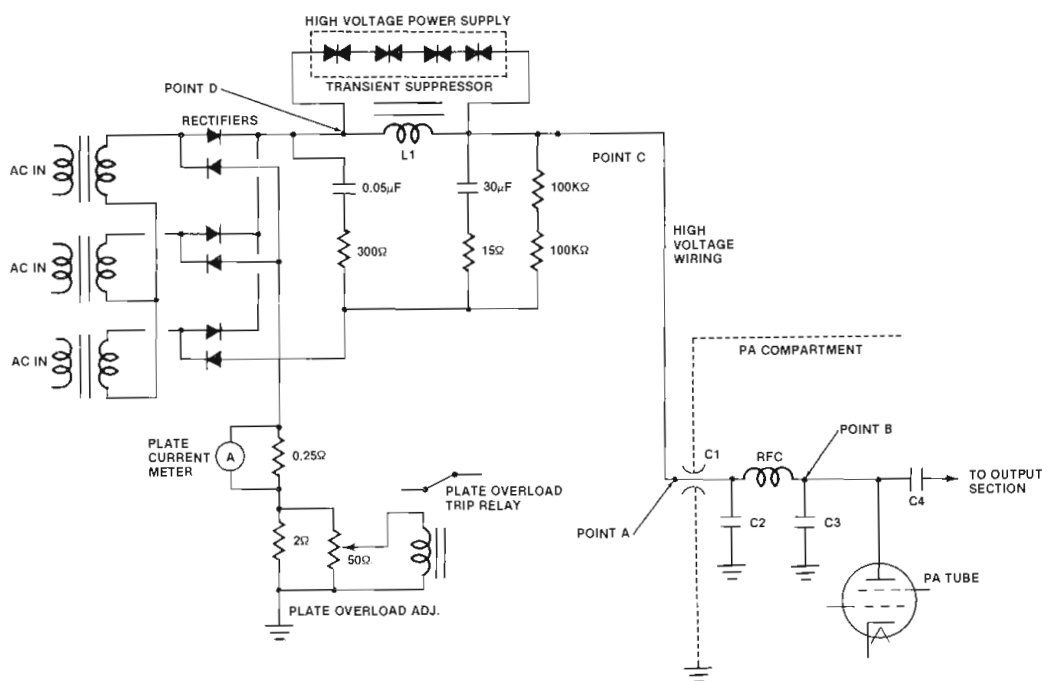 HIGH VOLTAGE POWER SUPPLY
TRANSIENT SUPPRESSOR
POINT D
RECTIFIERS
L1
AC IN
0.05µF
30µF
100KΩ
POINT C
300Ω
15Ω
100KΩ
HIGH
VOLTAGE
WIRING
AC IN
AC IN
PA COMPARTMENT
PLATE
CURRENT
METER
A
0.25Ω
C1
RFC
POINT B
PLATE OVERLOAD
TRIP RELAY
C4
TO OUTPUT
SECTION
POINT A
C2
C3
2Ω
50Ω
PLATE OVERLOAD ADJ.
PA TUBE